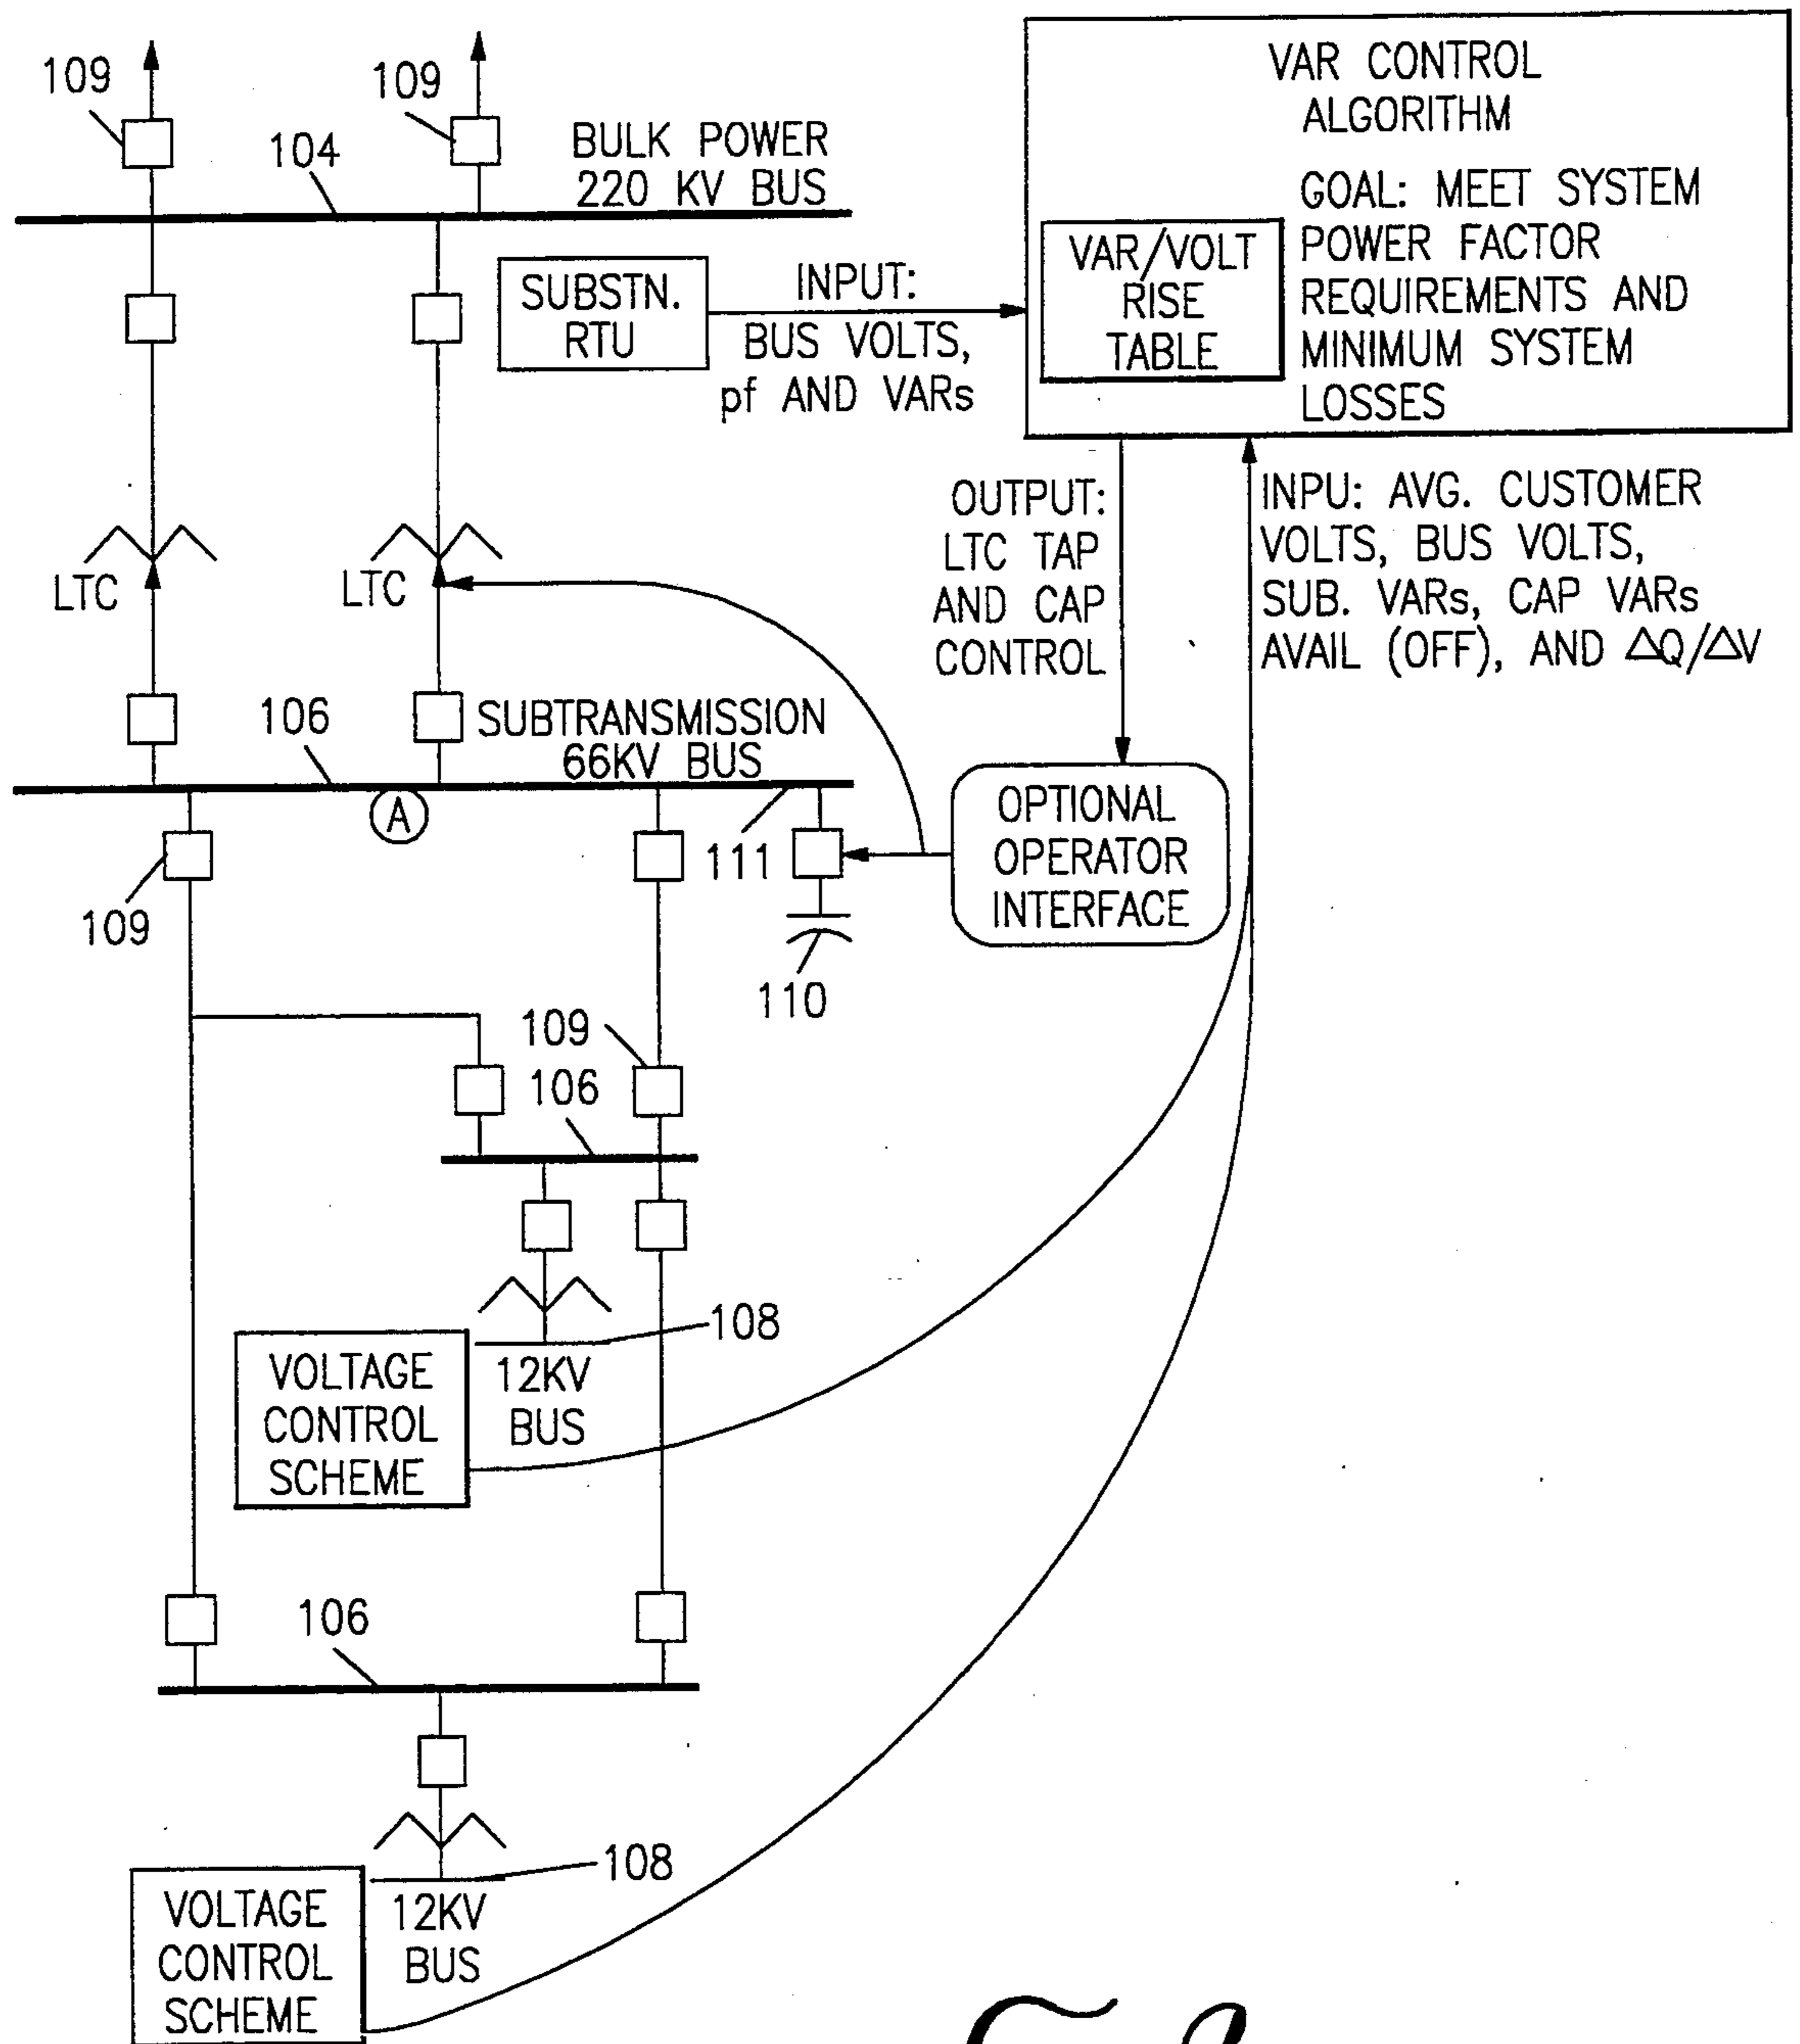 109
109
104
BULK POWER
220 KV BUS
VAR CONTROL
ALGORITHM
GOAL: MEET SYSTEM
POWER FACTOR
REQUIREMENTS AND
MINIMUM SYSTEM
LOSSES
VAR/VOLT
RISE
TABLE
SUBSTN.
RTU
INPUT:
BUS VOLTS,
pf AND VARs
LTC
LTC
OUTPUT:
LTC TAP
AND CAP
CONTROL
INPU: AVG. CUSTOMER
VOLTS, BUS VOLTS,
SUB. VARs, CAP VARs
AVAIL (OFF), AND ΔQ/ΔV
106
SUBTRANSMISSION
66KV BUS
A
109
111
110
OPTIONAL
OPERATOR
INTERFACE
109
106
108
12KV
BUS
VOLTAGE
CONTROL
SCHEME
106
108
12KV
BUS
VOLTAGE
CONTROL
SCHEME